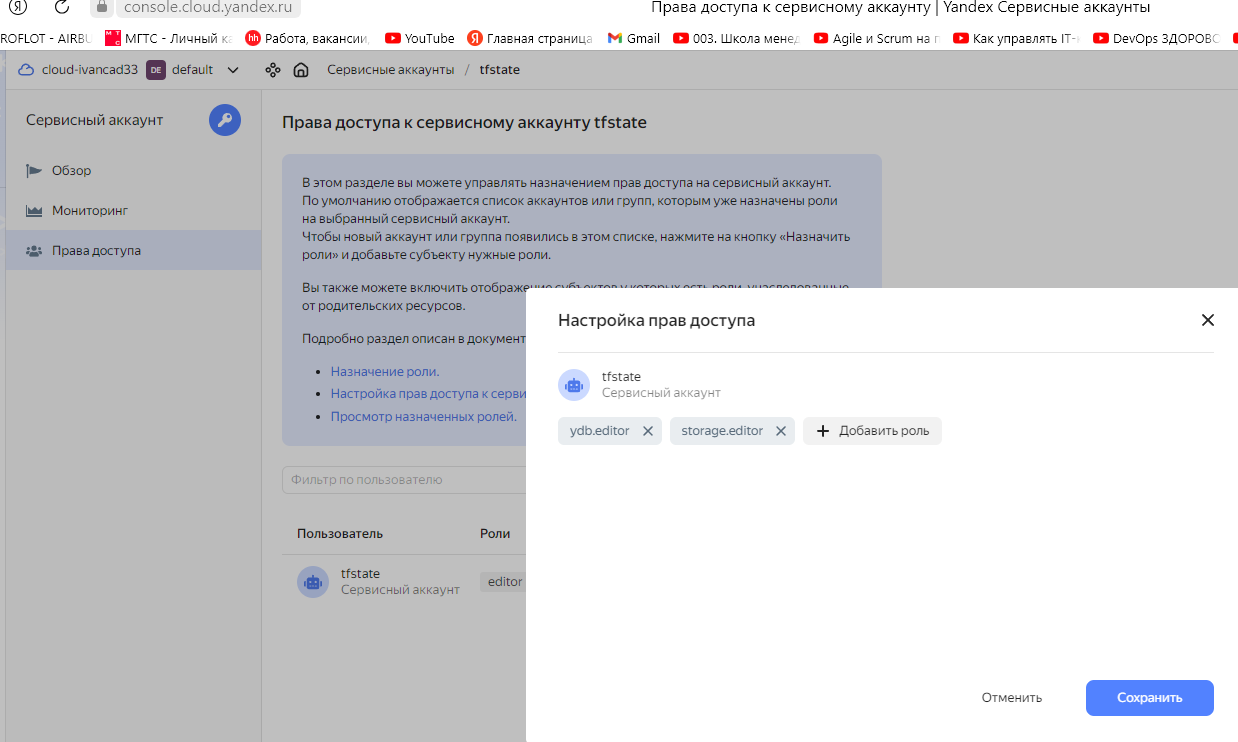 console.cloud.yandex.ru
Права доступа к сервисному аккаунту | Yandex Сервисные аккаунты
ROFLOT - AIRBU МГТС - Личный ка Работа, вакансии, YouTube Главная страница Gmail 003. Школа менед Agile и Scrum на п Как управлять IT- DevOps ЗДОРОВС
cloud-ivancad33 DE default Сервисные аккаунты / tfstate
Сервисный аккаунт
Обзор
Мониторинг
Права доступа
Права доступа к сервисному аккаунту tfstate
В этом разделе вы можете управлять назначением прав доступа на сервисный аккаунт.
По умолчанию отображается список аккаунтов или групп, которым уже назначены роли
на выбранный сервисный аккаунт.
Чтобы новый аккаунт или группа появились в этом списке, нажмите на кнопку «Назначить
роли» и добавьте субъекту нужные роли.
Вы также можете включить отображение субъектов у которых есть роли, унаследованные
от родительских ресурсов.
Подробно раздел описан в документ
Назначение роли.
Настройка прав доступа к серви
Просмотр назначенных ролей.
Фильтр по пользователю
Пользователь Роли
tfstate
Сервисный аккаунт
editor
Настройка прав доступа
tfstate
Сервисный аккаунт
ydb.editor storage.editor Добавить роль
Отменить Сохранить